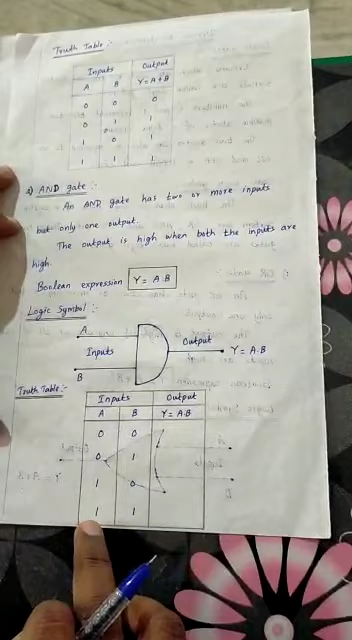 Truth Table :-
Inputs Output
A B Y = A+B
0 0 0
0 1 1
1 0 1
1 1 1
2) AND gate :-
An AND gate has two or more inputs
but only one output.
The output is high when both the inputs are
high.
Boolean expression Y = A.B
Logic Symbol :-
A
Inputs Output Y = A.B
B
Truth Table :-
Inputs Output
A B Y = A.B
0 0
0 1
1 0
1 1